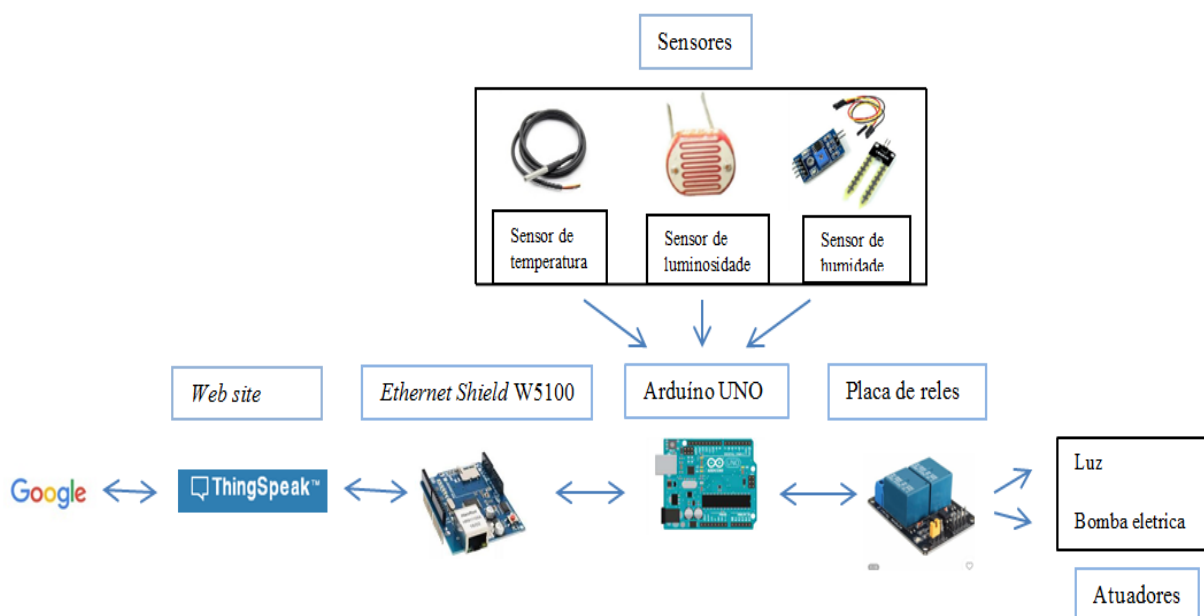 Sensores
Sensor de
temperatura
Sensor de
luminosidade
Sensor de
humidade
Web site
Ethernet Shield W5100
Arduíno UNO
Placa de reles
Google
ThingSpeak™
Luz
Bomba eletrica
Atuadores